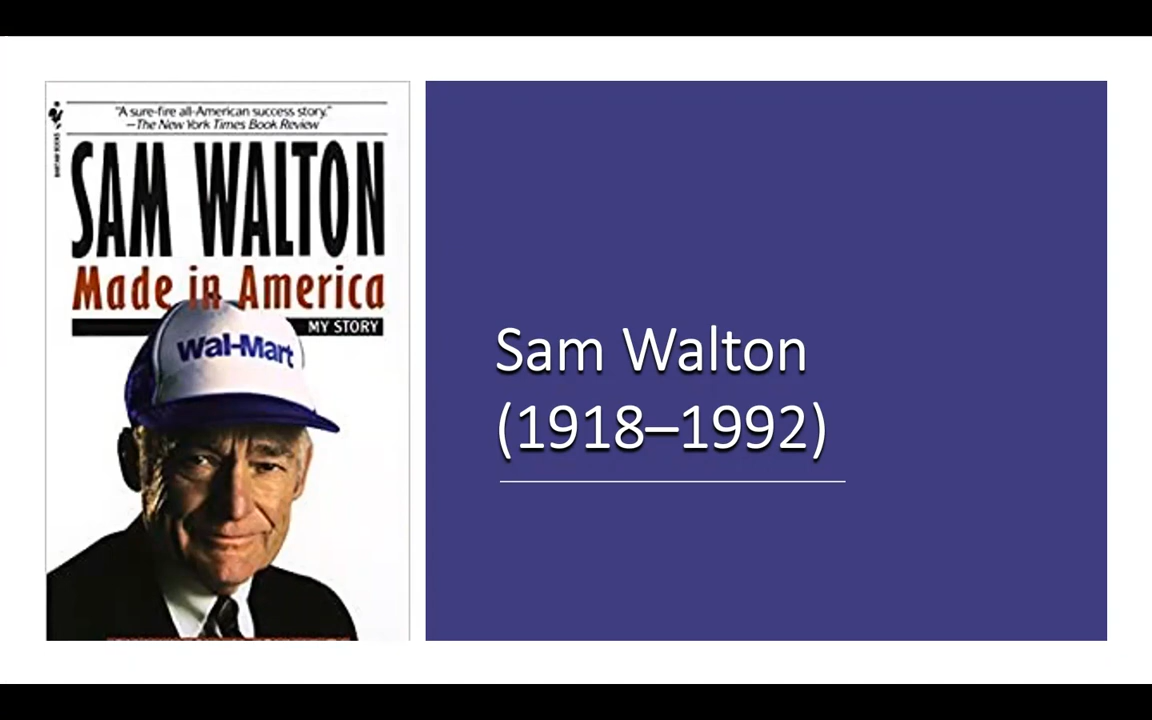 "A sure-fire all-American success story."
—The New York Times Book Review
SAM WALTON
Made in America
MY STORY
Wal-Mart
Sam Walton
(1918–1992)